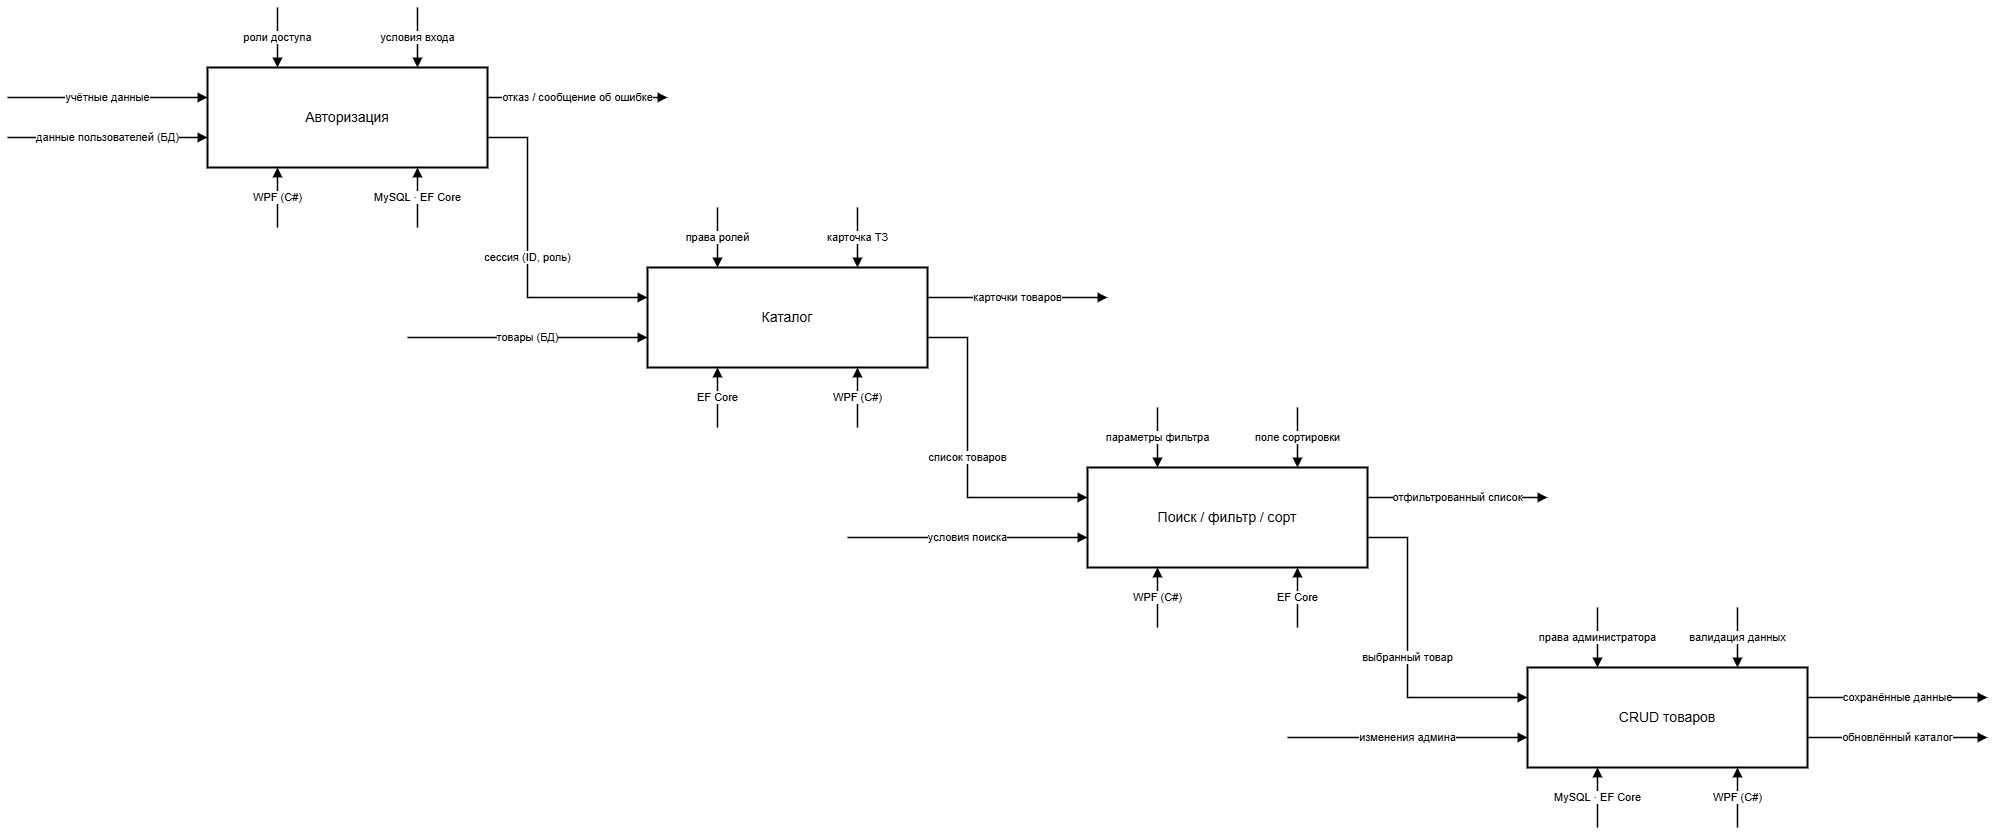 роли доступа
условия входа
учётные данные
отказ / сообщение об ошибке
Авторизация
данные пользователей (БД)
WPF (C#)
MySQL · EF Core
права ролей
карточка ТЗ
сессия (ID, роль)
карточки товаров
Каталог
товары (БД)
EF Core
WPF (C#)
параметры фильтра
поле сортировки
список товаров
отфильтрованный список
Поиск / фильтр / сорт
условия поиска
WPF (C#)
EF Core
права администратора
валидация данных
выбранный товар
сохранённые данные
CRUD товаров
изменения админа
обновлённый каталог
MySQL · EF Core
WPF (C#)